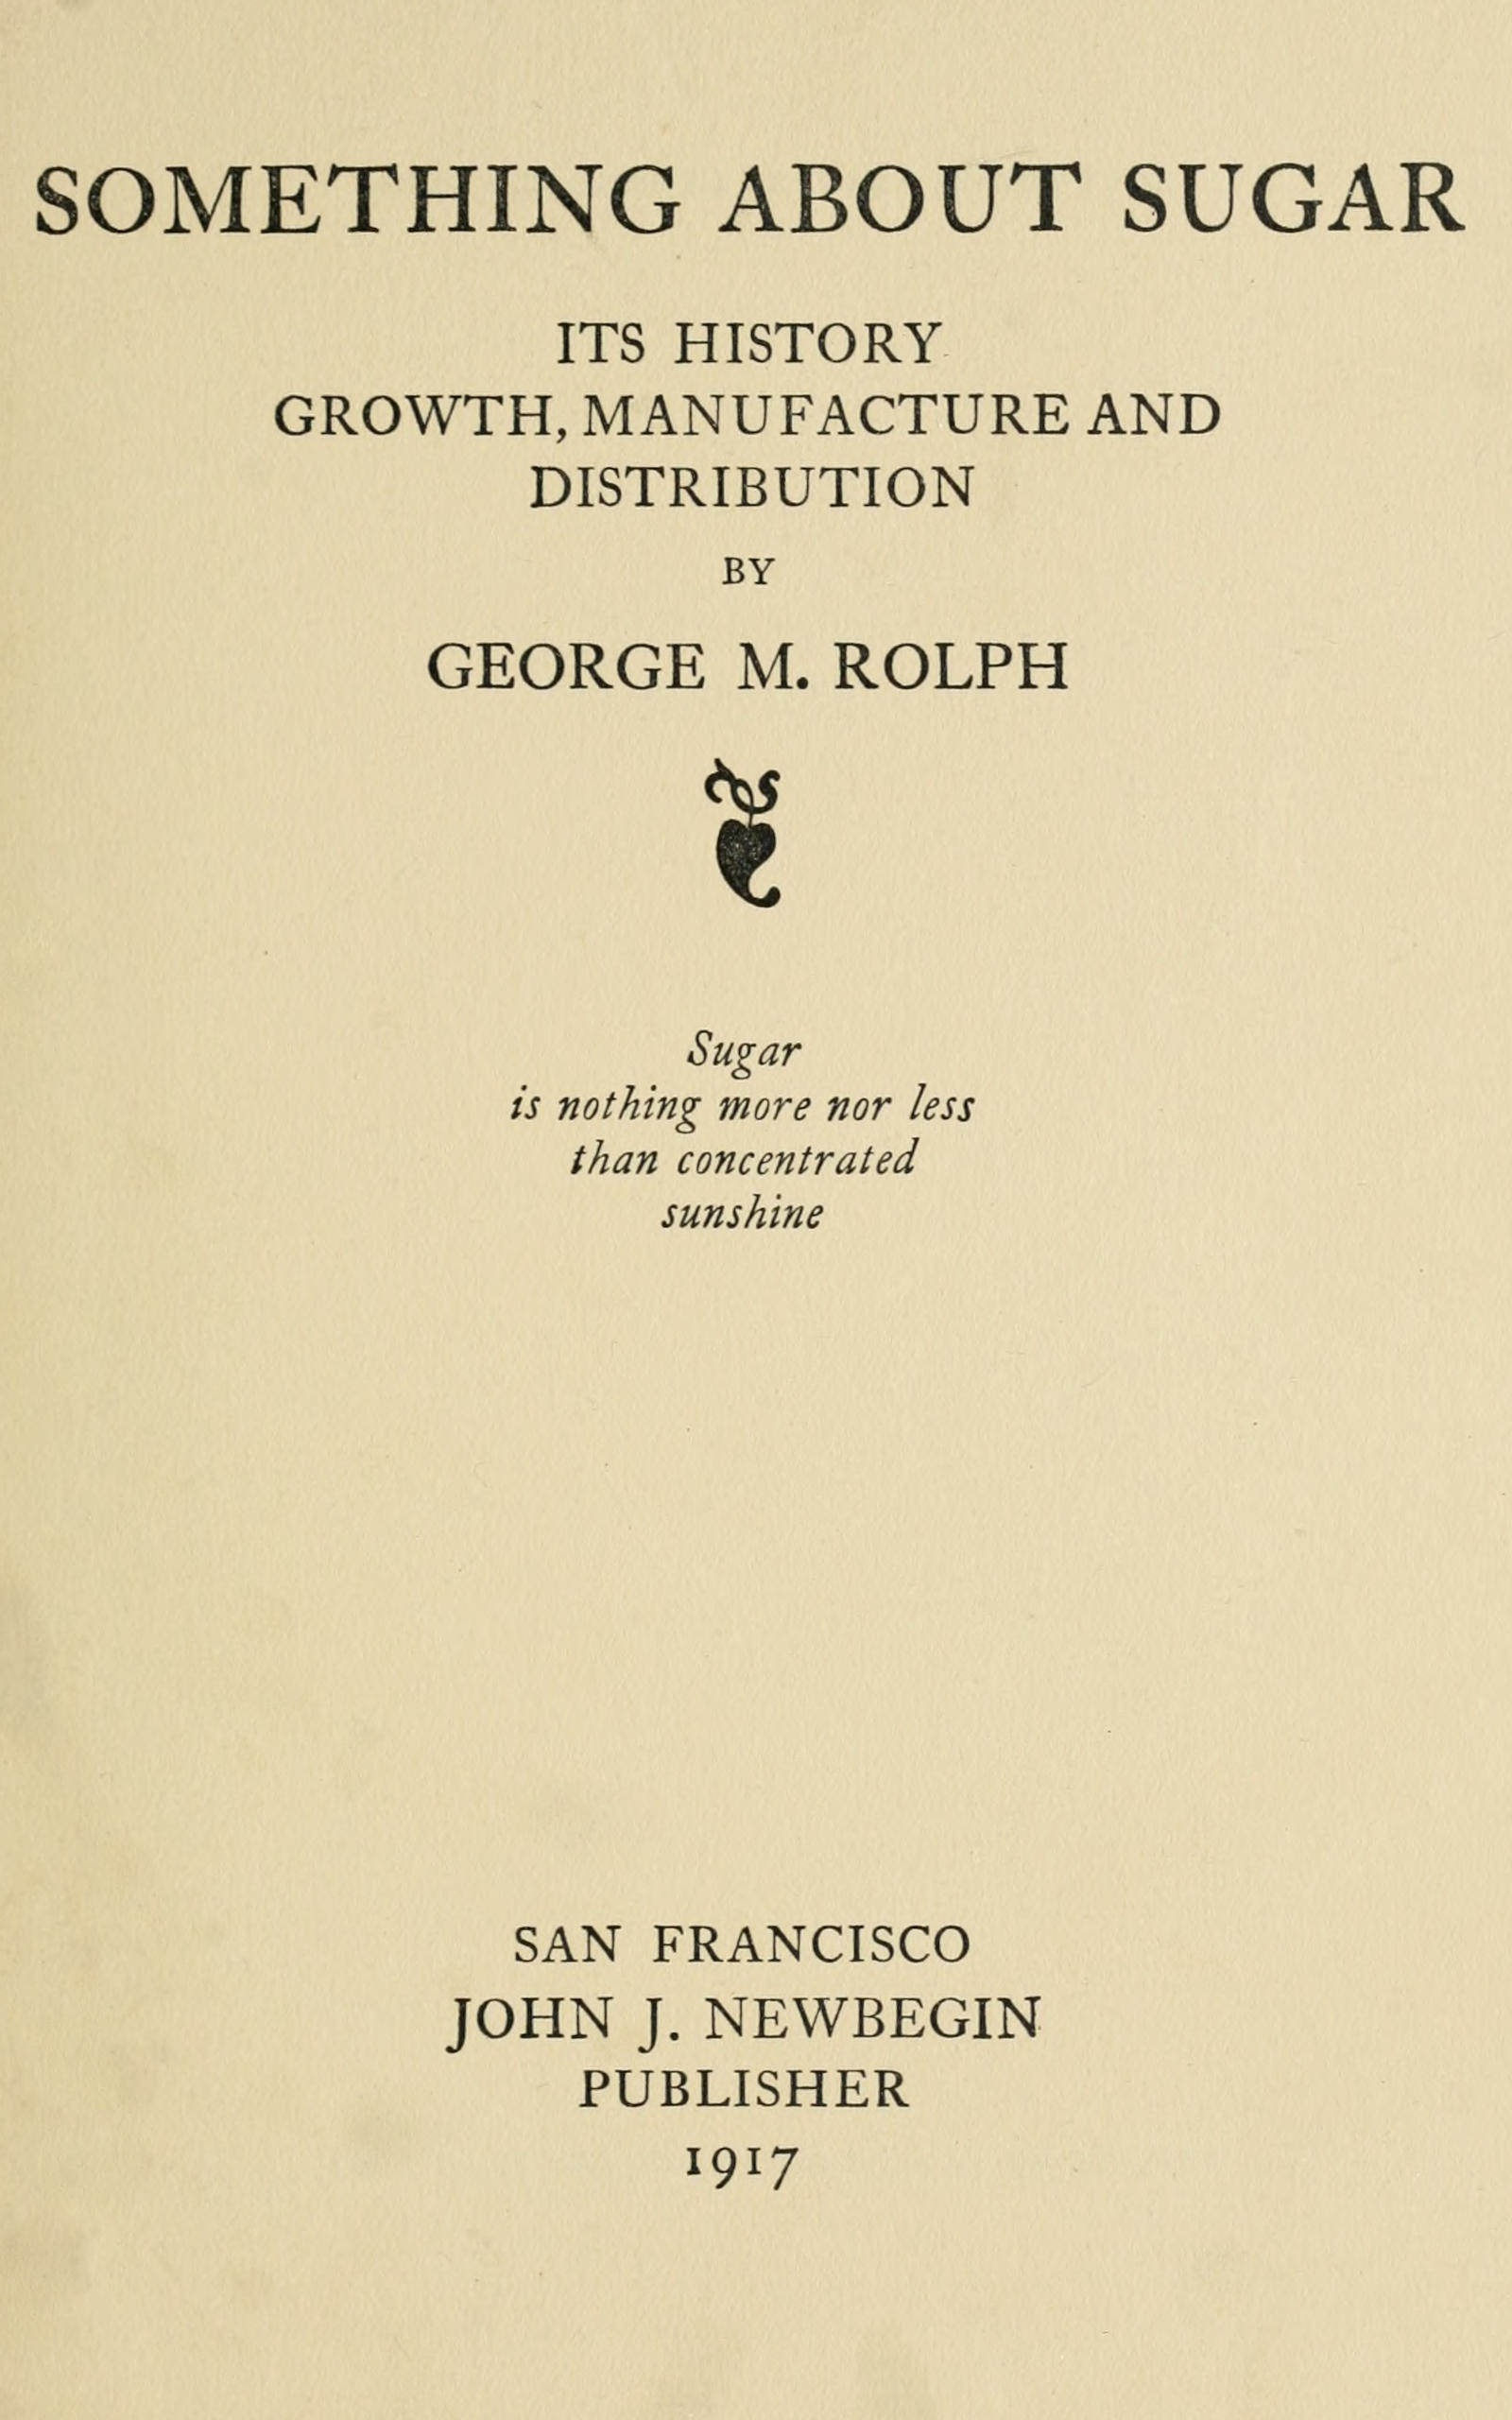 SOMETHING ABOUT SUGAR
ITS HISTORY
GROWTH, MANUFACTURE AND
DISTRIBUTION
BY
GEORGE M. ROLPH
Sugar
is nothing more nor less
than concentrated
sunshine
SAN FRANCISCO
JOHN J. NEWBEGIN
PUBLISHER
1917